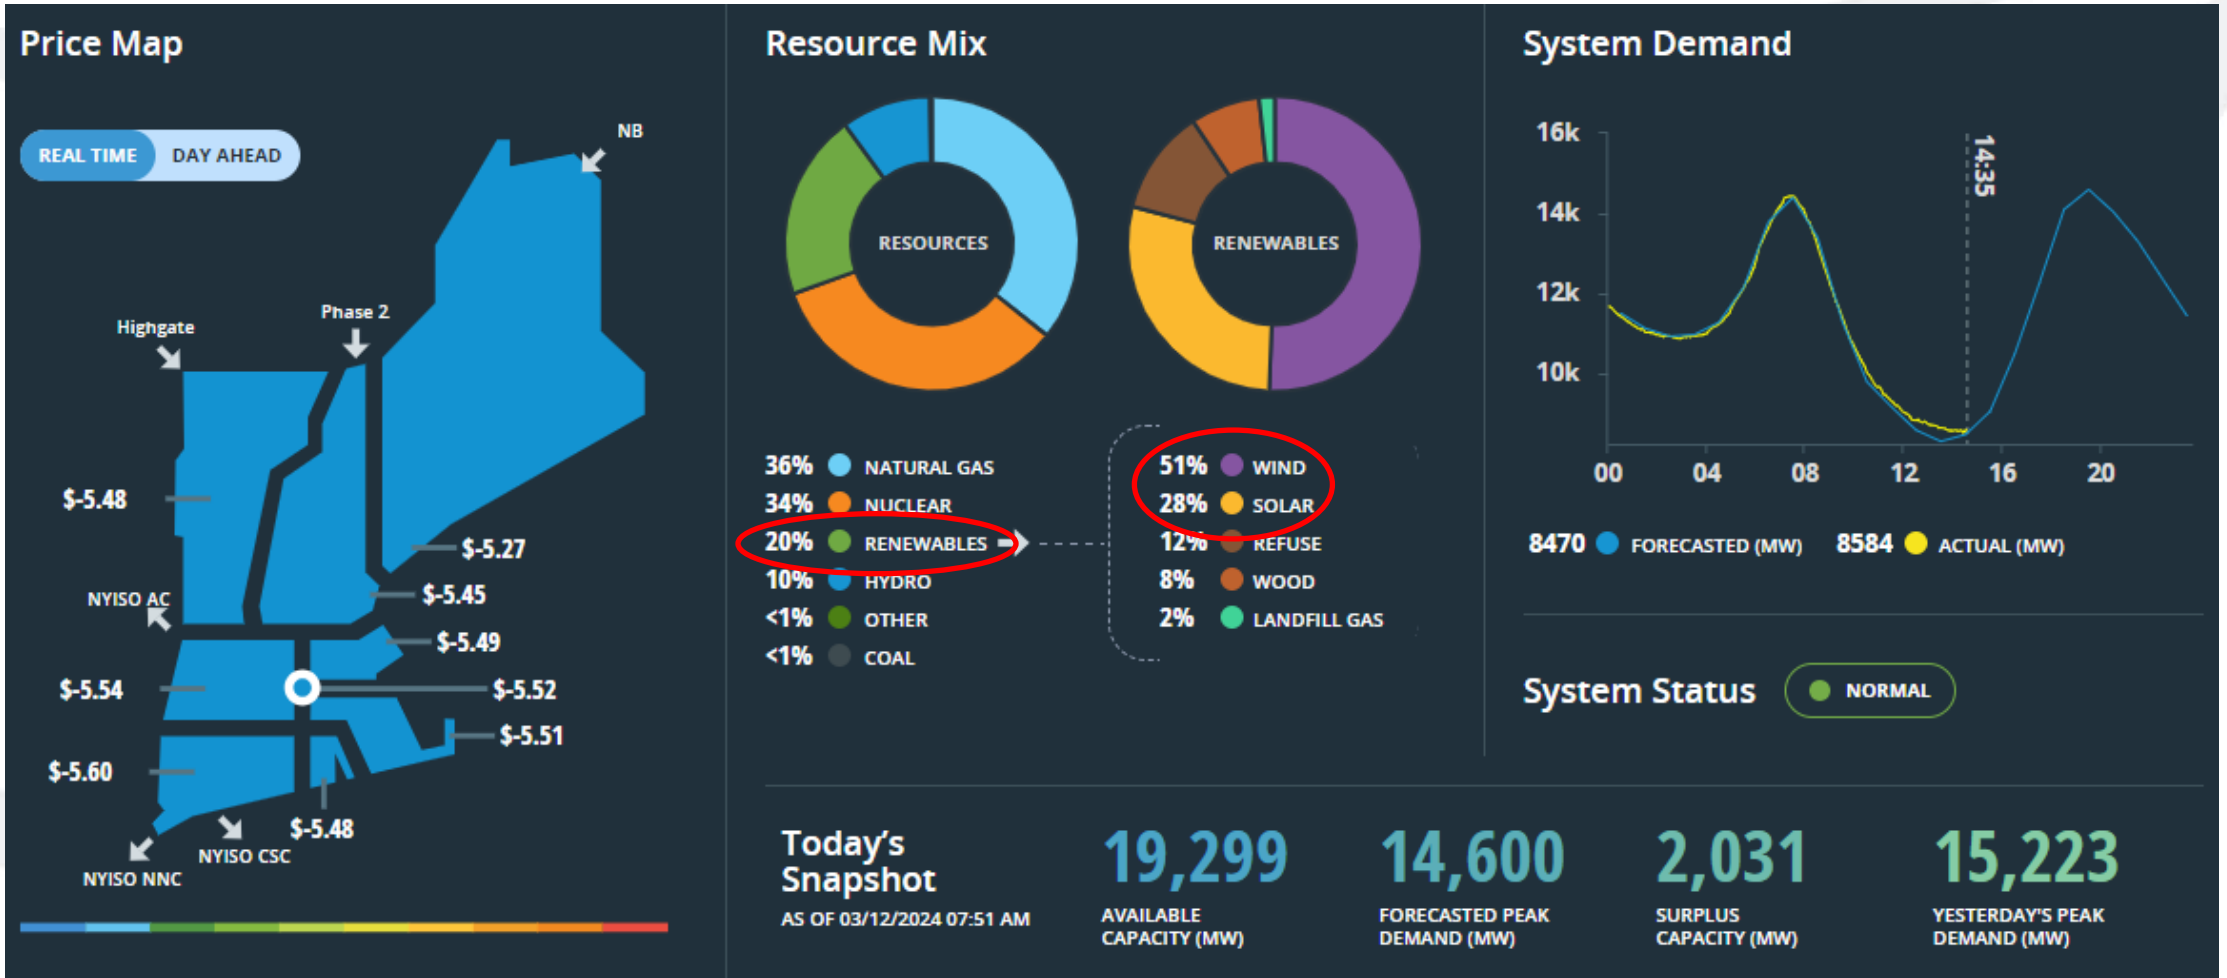 Price Map
REAL TIME
DAY AHEAD
NB
Phase 2
Highgate
$-5.48
$-5.27
$-5.45
NYISO AC
$-5.49
$-5.54
$-5.52
$-5.51
$-5.60
$-5.48
NYISO CSC
NYISO NNC
Resource Mix
RESOURCES
RENEWABLES
36% NATURAL GAS
34% NUCLEAR
20% RENEWABLES
10% HYDRO
<1% OTHER
<1% COAL
51% WIND
28% SOLAR
12% REFUSE
8% WOOD
2% LANDFILL GAS
System Demand
16k
14k
12k
10k
14:35
00 04 08 12 16 20
8470 FORECASTED (MW) 8584 ACTUAL (MW)
System Status NORMAL
Today's
Snapshot
AS OF 03/12/2024 07:51 AM
19,299
AVAILABLE
CAPACITY (MW)
14,600
FORECASTED PEAK
DEMAND (MW)
2,031
SURPLUS
CAPACITY (MW)
15,223
YESTERDAY'S PEAK
DEMAND (MW)